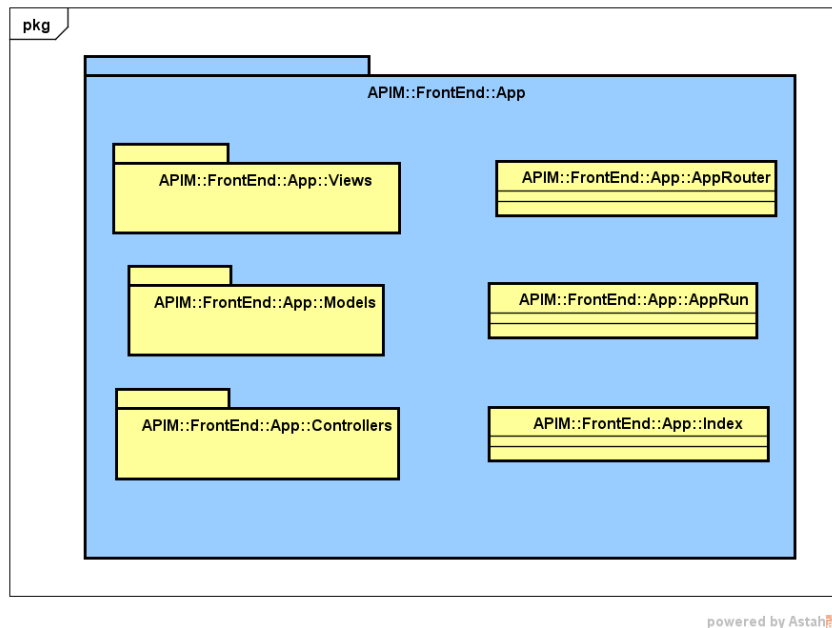 pkg
APIM::FrontEnd::App
APIM::FrontEnd::App::Views
APIM::FrontEnd::App::AppRouter
APIM::FrontEnd::App::Models
APIM::FrontEnd::App::AppRun
APIM::FrontEnd::App::Controllers
APIM::FrontEnd::App::Index
powered by Astah